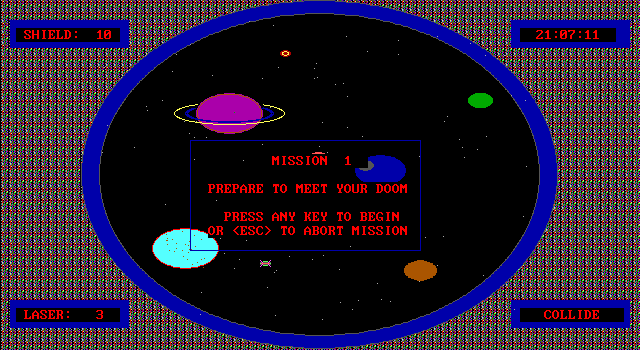 SHIELD:  10
21:07:11
MISSION  1
PREPARE TO MEET YOUR DOOM
PRESS ANY KEY TO BEGIN
OR <ESC> TO ABORT MISSION
LASER:   3
COLLIDE